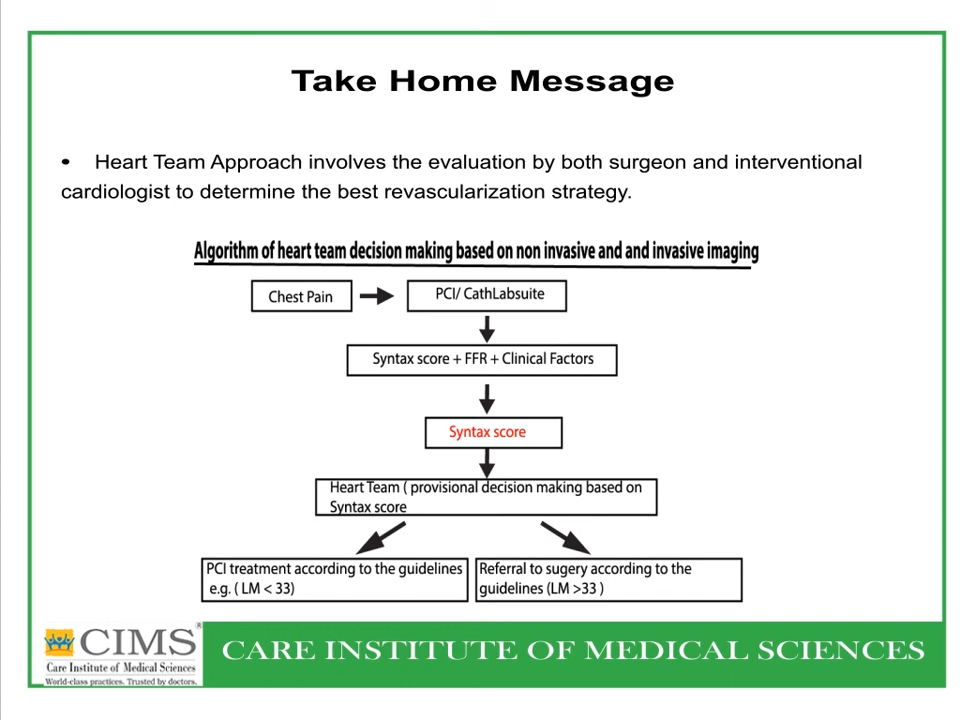 Take Home Message
• Heart Team Approach involves the evaluation by both surgeon and interventional
cardiologist to determine the best revascularization strategy.
Algorithm of heart team decision making based on non invasive and and invasive imaging
Chest Pain
PCI/ CathLabsuite
Syntax score + FFR + Clinical Factors
Syntax score
Heart Team ( provisional decision making based on
Syntax score
PCI treatment according to the guidelines
e.g. ( LM < 33)
Referral to sugery according to the
guidelines (LM >33 )
CIMS®
Care Institute of Medical Sciences
World-class practices. Trusted by doctors.
CARE INSTITUTE OF MEDICAL SCIENCES